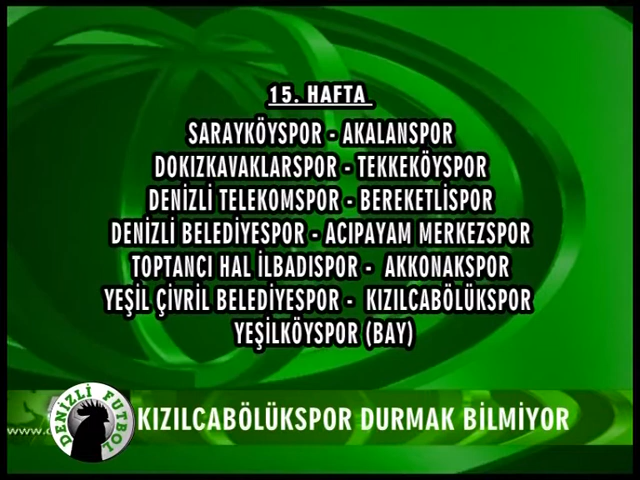 15. HAFTA
SARAYKÖYSPOR - AKALANSPOR
DOKIZKAVAKLARSPOR - TEKKEKÖYSPOR
DENİZLİ TELEKOMSPOR - BEREKETLİSPOR
DENİZLİ BELEDİYESPOR - ACIPAYAM MERKEZSPOR
TOPTANCI HAL İLBADISPOR - AKKONAKSPOR
YEŞİL ÇİVRİL BELEDİYESPOR - KIZILCABÖLÜKSPOR
YEŞİLKÖYSPOR (BAY)
DENİZLİ FUTBOL
KIZILCABÖLÜKSPOR DURMAK BİLMİYOR